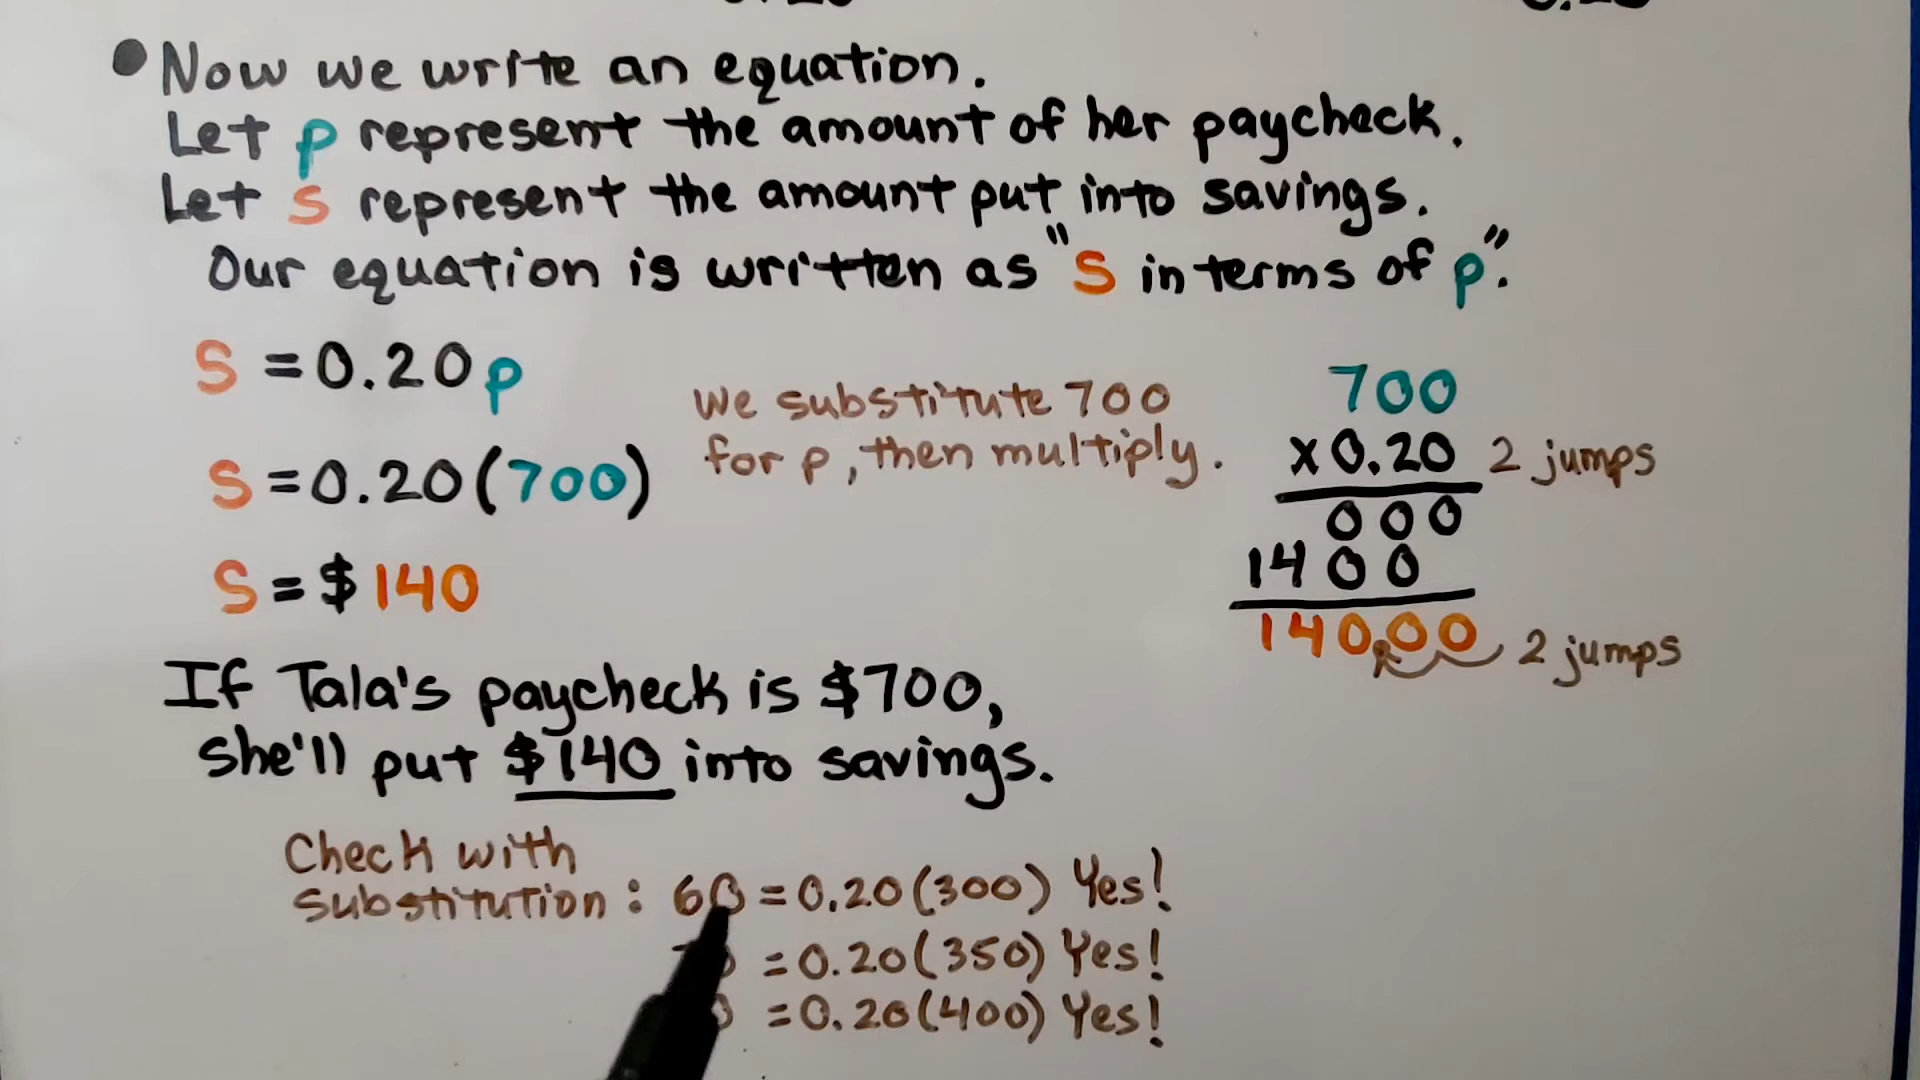 Now we write an equation.
Let p represent the amount of her paycheck.
Let s represent the amount put into savings.
Our equation is written as "s in terms of p".
s = 0.20p
we substitute 700
for p, then multiply.
s = 0.20(700)
s = $140
700
x 0.20 2 jumps
000
1400
140.00 2 jumps
If Tala's paycheck is $700,
she'll put $140 into savings.
Check with
substitution: 60 = 0.20(300) Yes!
= 0.20(350) Yes!
= 0.20(400) Yes!